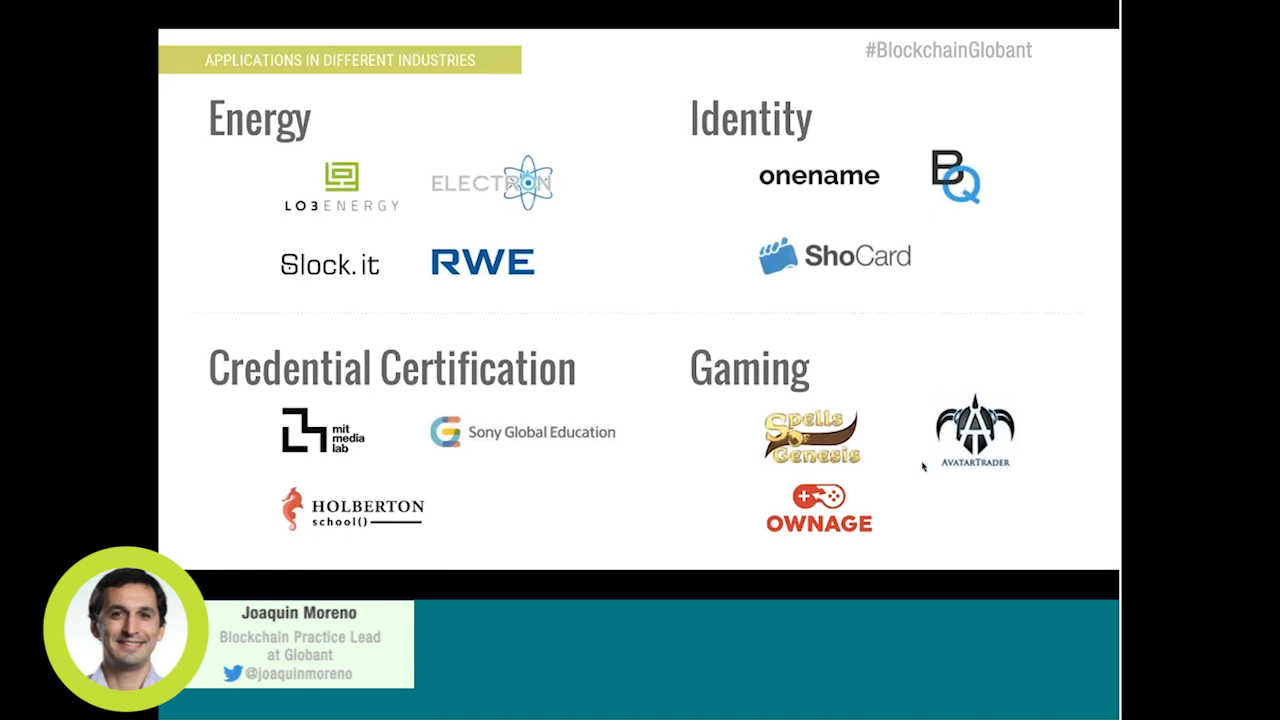 APPLICATIONS IN DIFFERENT INDUSTRIES
#BlockchainGlobant
Energy
LO3ENERGY
ELECTRON
Slock.it
RWE
Identity
onename
BQ
ShoCard
Credential Certification
mit
media
lab
Sony Global Education
HOLBERTON
school()
Gaming
Spells
of
Genesis
AVATARTRADER
OWNAGE
Joaquin Moreno
Blockchain Practice Lead
at Globant
@joaquinmoreno